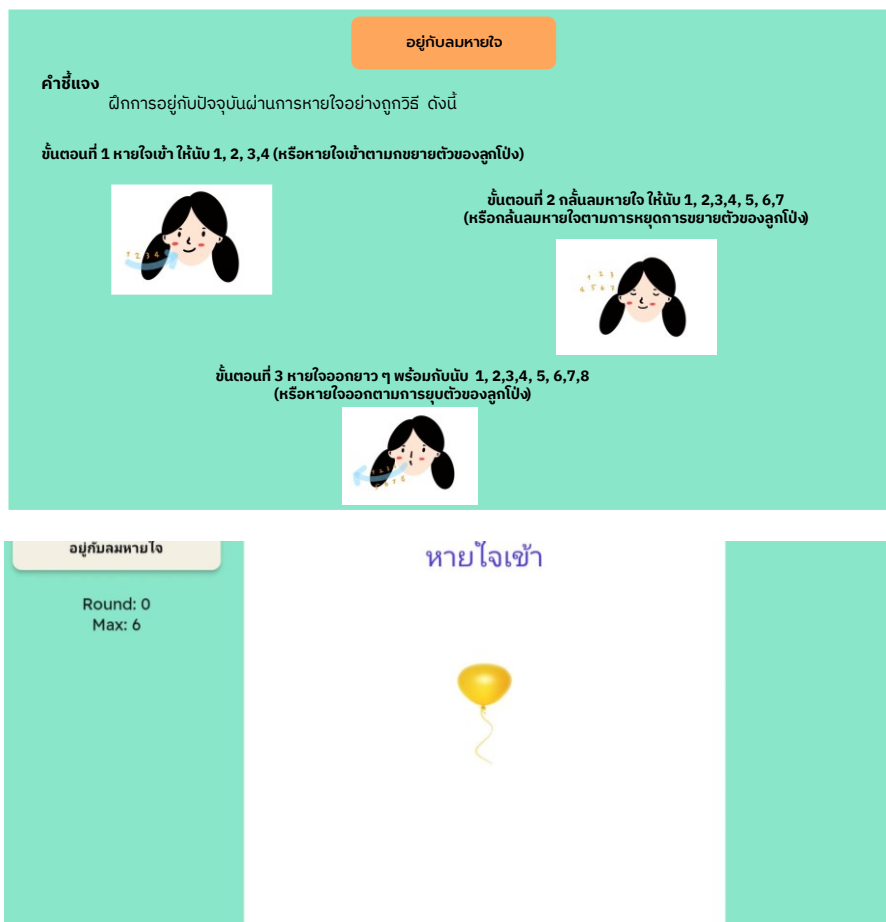 อยู่กับลมหายใจ
คำชี้แจง
ฝึกการอยู่กับปัจจุบันผ่านการหายใจอย่างถูกวิธี ดังนี้
ขั้นตอนที่ 1 หายใจเข้า ให้นับ 1, 2, 3,4 (หรือหายใจเข้าตามกขยายตัวของลูกโป่ง)
ขั้นตอนที่ 2 กลั้นลมหายใจ ให้นับ 1, 2,3,4, 5, 6,7
(หรือกลั้นลมหายใจตามการหยุดการขยายตัวของลูกโป่ง)
1 2 3 4
1 2 3
4 5 6 7
ขั้นตอนที่ 3 หายใจออกยาว ๆ พร้อมกับนับ 1, 2,3,4, 5, 6,7,8
(หรือหายใจออกตามการยุบตัวของลูกโป่ง)
อยู่กับลมหายใจ
หายใจเข้า
Round: 0
Max: 6